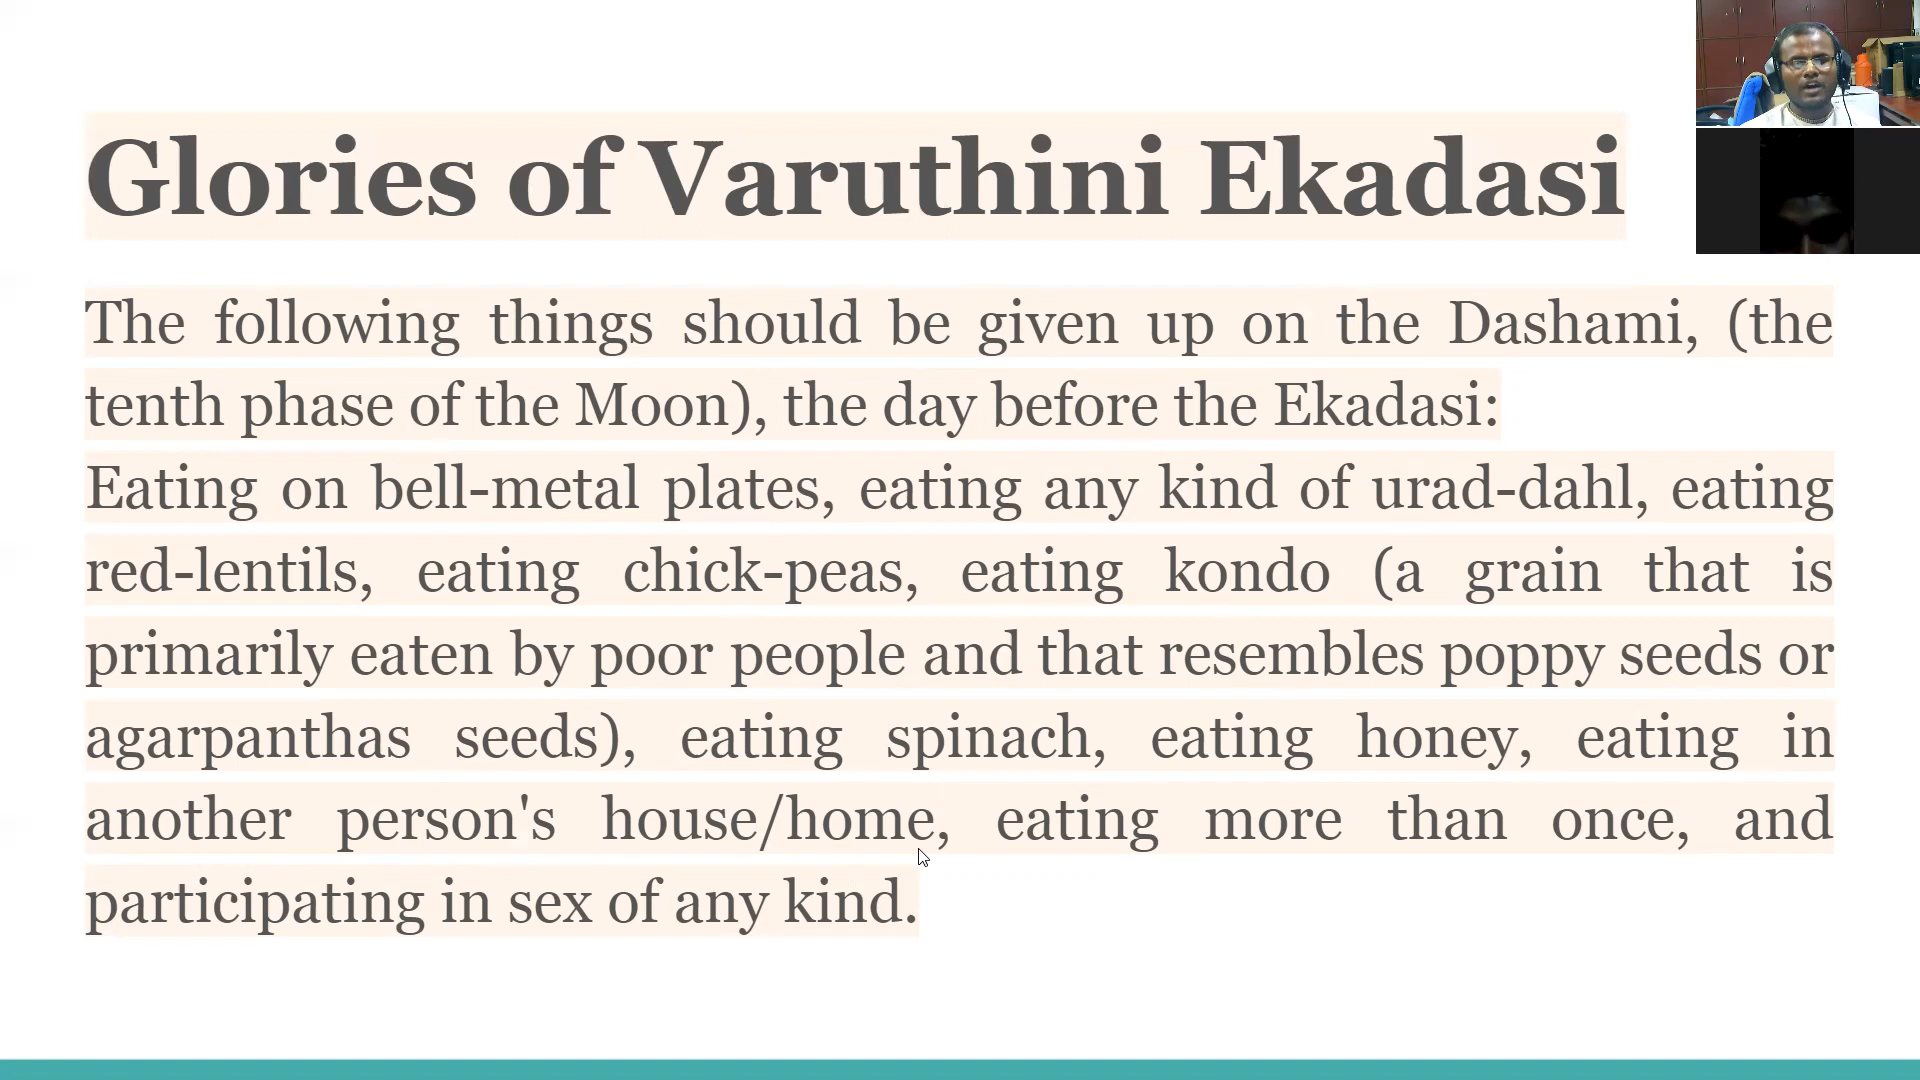 Glories of Varuthini Ekadasi
The following things should be given up on the Dashami, (the
tenth phase of the Moon), the day before the Ekadasi:
Eating on bell-metal plates, eating any kind of urad-dahl, eating
red-lentils, eating chick-peas, eating kondo (a grain that is
primarily eaten by poor people and that resembles poppy seeds or
agarpanthas seeds), eating spinach, eating honey, eating in
another person's house/home, eating more than once, and
participating in sex of any kind.